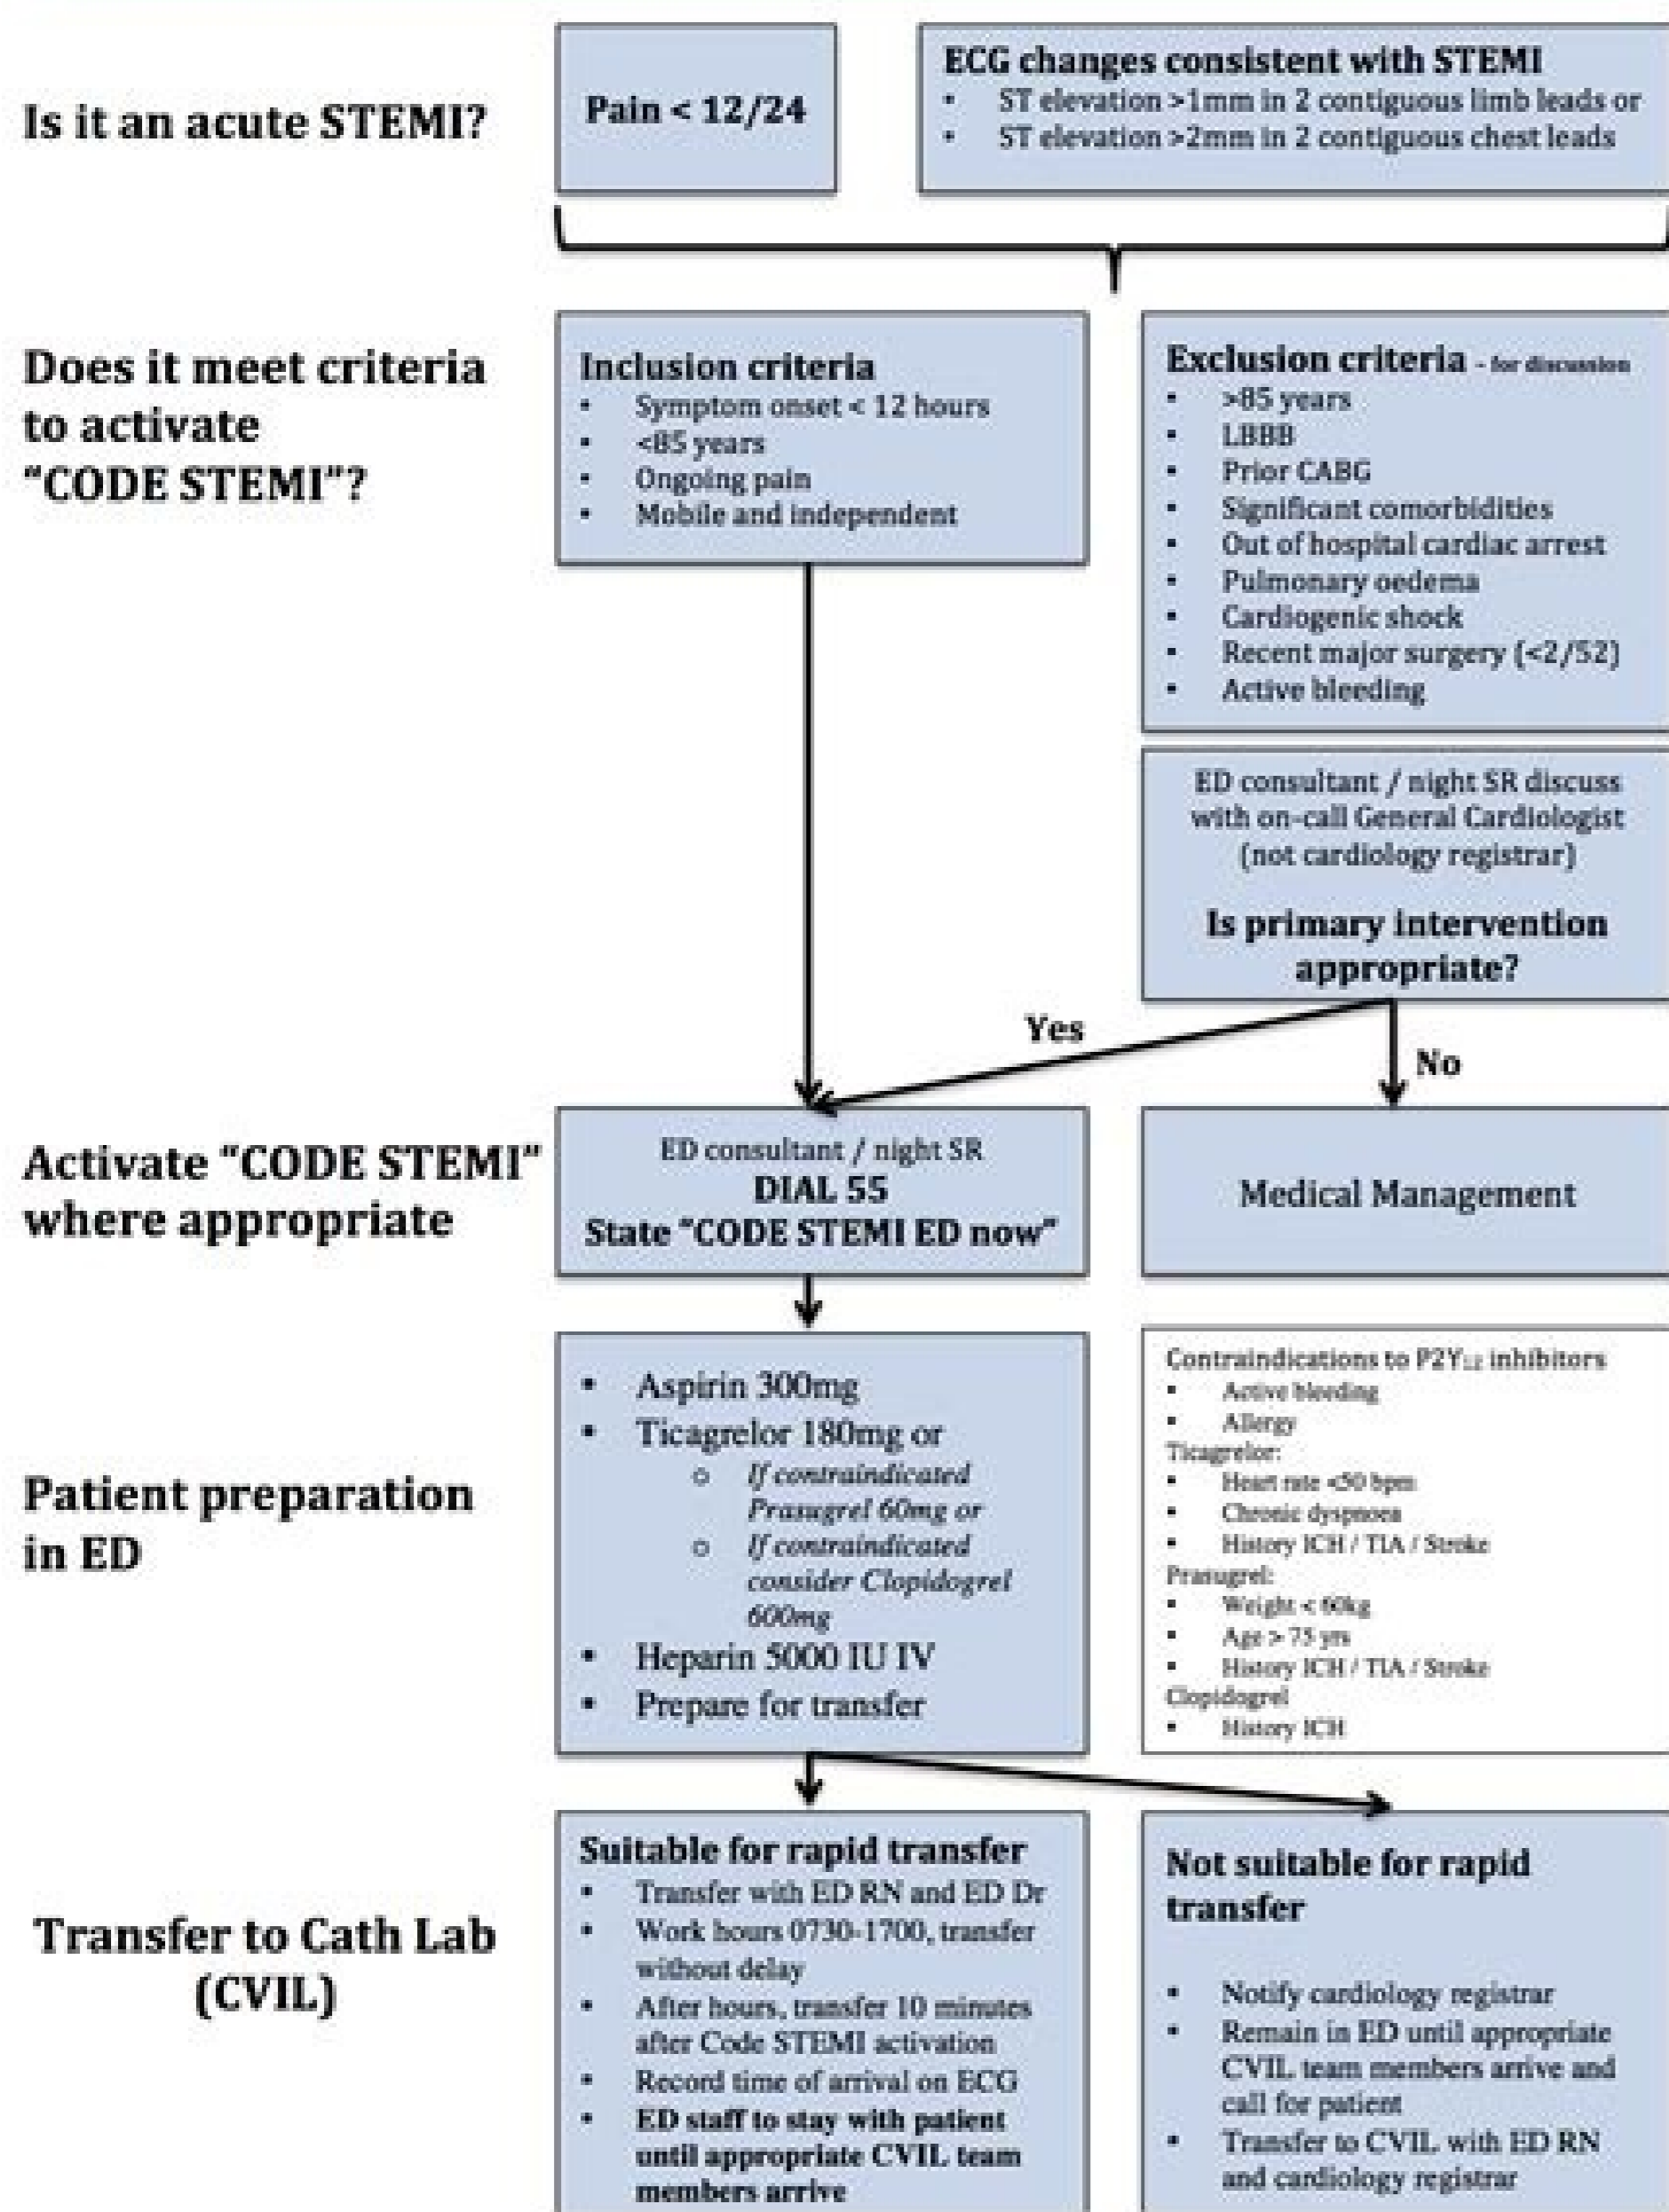 Is it an acute STEMI?
Pain < 12/24
ECG changes consistent with STEMI
• ST elevation >1mm in 2 contiguous limb leads or
• ST elevation >2mm in 2 contiguous chest leads
Does it meet criteria
to activate
“CODE STEMI”?
Inclusion criteria
• Symptom onset < 12 hours
• <85 years
• Ongoing pain
• Mobile and independent
Exclusion criteria - for discussion
• >85 years
• LBBB
• Prior CABG
• Significant comorbidities
• Out of hospital cardiac arrest
• Pulmonary oedema
• Cardiogenic shock
• Recent major surgery (<2/52)
• Active bleeding
ED consultant / night SR discuss
with on-call General Cardiologist
(not cardiology registrar)
Is primary intervention
appropriate?
Yes
No
Activate “CODE STEMI”
where appropriate
ED consultant / night SR
DIAL 55
State “CODE STEMI ED now”
Medical Management
Patient preparation
in ED
• Aspirin 300mg
• Ticagrelor 180mg or
o If contraindicated
Prasugrel 60mg or
o If contraindicated
consider Clopidogrel
600mg
• Heparin 5000 IU IV
• Prepare for transfer
Contraindications to P2Y12 inhibitors
• Active bleeding
• Allergy
Ticagrelor:
• Heart rate <50 bpm
• Chronic dyspnoea
• History ICH / TIA / Stroke
Prasugrel:
• Weight < 60kg
• Age > 75 yrs
• History ICH / TIA / Stroke
Clopidogrel
• History ICH
Transfer to Cath Lab
(CVIL)
Suitable for rapid transfer
• Transfer with ED RN and ED Dr
• Work hours 0730-1700, transfer
without delay
• After hours, transfer 10 minutes
after Code STEMI activation
• Record time of arrival on ECG
• ED staff to stay with patient
until appropriate CVIL team
members arrive
Not suitable for rapid
transfer
• Notify cardiology registrar
• Remain in ED until appropriate
CVIL team members arrive and
call for patient
• Transfer to CVIL with ED RN
and cardiology registrar